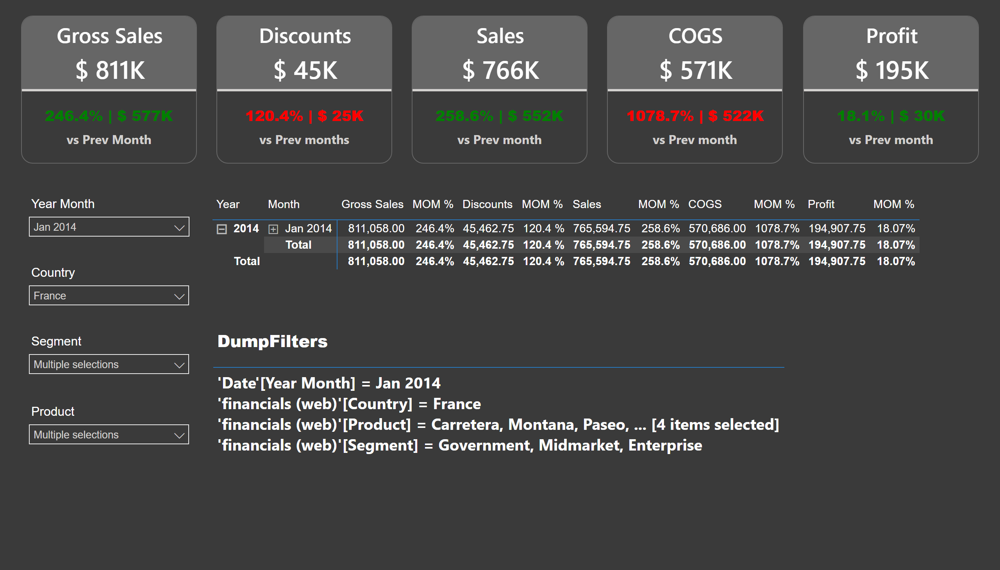 Gross Sales
$ 811K
246.4% | $ 577K
vs Prev Month
Discounts
$ 45K
120.4% | $ 25K
vs Prev months
Sales
$ 766K
258.6% | $ 552K
vs Prev month
COGS
$ 571K
1078.7% | $ 522K
vs Prev month
Profit
$ 195K
18.1% | $ 30K
vs Prev month
Year Month
Jan 2014
Country
France
Segment
Multiple selections
Product
Multiple selections
Year Month Gross Sales MOM % Discounts MOM % Sales MOM % COGS MOM % Profit MOM %
2014 Jan 2014 811,058.00 246.4% 45,462.75 120.4 % 765,594.75 258.6% 570,686.00 1078.7% 194,907.75 18.07%
Total 811,058.00 246.4% 45,462.75 120.4 % 765,594.75 258.6% 570,686.00 1078.7% 194,907.75 18.07%
Total 811,058.00 246.4% 45,462.75 120.4 % 765,594.75 258.6% 570,686.00 1078.7% 194,907.75 18.07%
DumpFilters
'Date'[Year Month] = Jan 2014
'financials (web)'[Country] = France
'financials (web)'[Product] = Carretera, Montana, Paseo, ... [4 items selected]
'financials (web)'[Segment] = Government, Midmarket, Enterprise